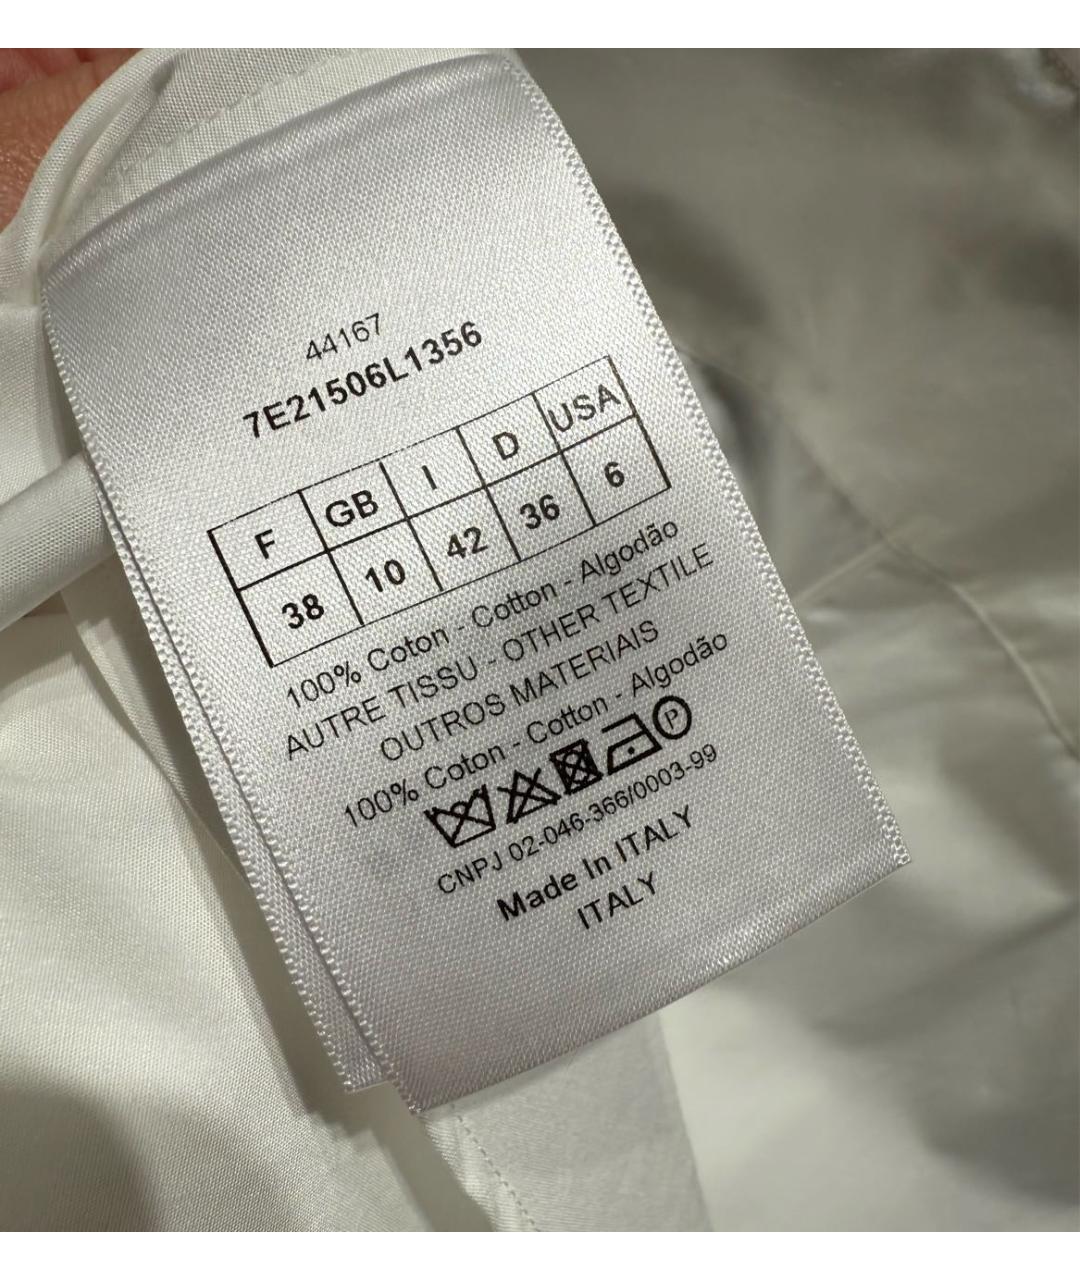 44167
7E21506L1356
F GB I D USA
38 10 42 36 6
100% Coton - Cotton - Algodão
AUTRE TISSU - OTHER TEXTILE
OUTROS MATERIAIS
100% Coton - Cotton - Algodão
P
CNPJ 02-046-366/0003-99
Made In ITALY
ITALY